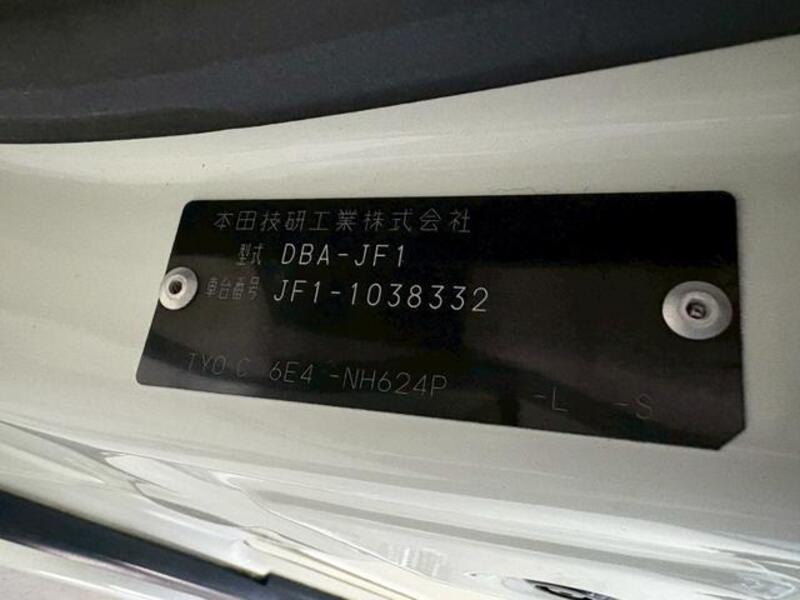 本田技研工業株式会社
型式 DBA-JF1
車台番号 JF1-1038332
TYO C 6E4 -NH624P -L -S